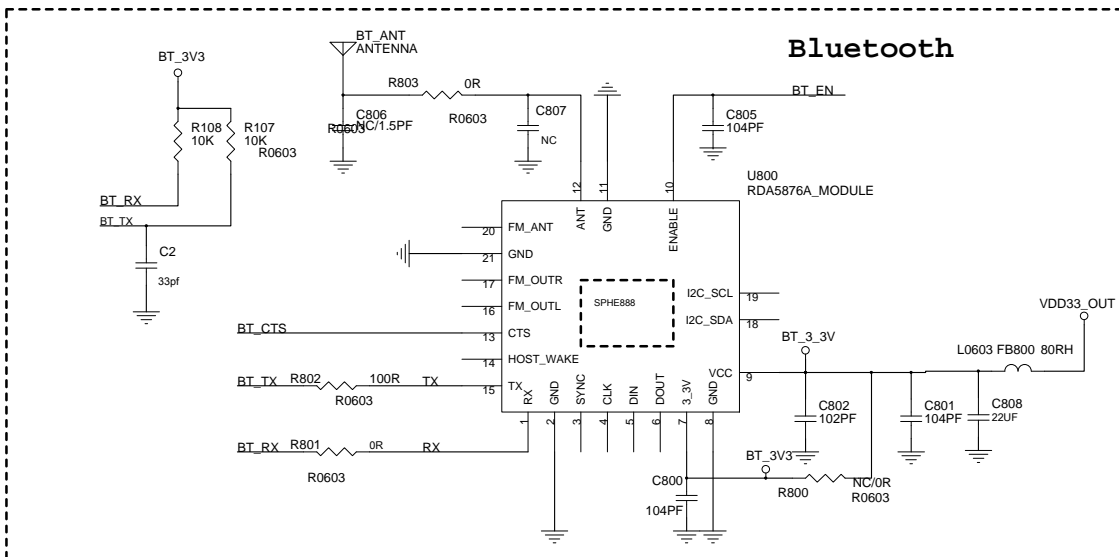 Bluetooth
BT_ANT
ANTENNA
BT_3V3
R803 0R
R0603
C806
NC/1.5PF
R0603
C807
NC
BT_EN
C805
104PF
R108
10K
R107
10K
R0603
BT_RX
BT_TX
C2
33pf
U800
RDA5876A_MODULE
12
11
10
ANT
GND
ENABLE
20 FM_ANT
21 GND
17 FM_OUTR
16 FM_OUTL
BT_CTS 13 CTS
14 HOST_WAKE
BT_TX R802 100R TX 15 TX
R0603
SPHE888
I2C_SCL 19
I2C_SDA 18
VCC 9
RX
GND
SYNC
CLK
DIN
DOUT
3_3V
GND
1
2
3
4
5
6
7
8
BT_RX R801 0R RX
R0603
BT_3_3V
VDD33_OUT
L0603 FB800 80RH
C802
102PF
C801
104PF
C808
22UF
BT_3V3
C800
104PF
R800
NC/0R
R0603